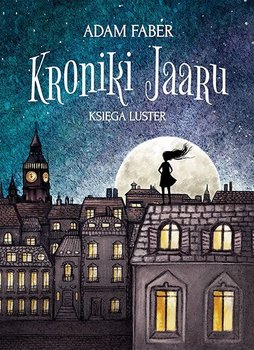 ADAM FABER
Kroniki Jaaru
KSIĘGA LUSTER